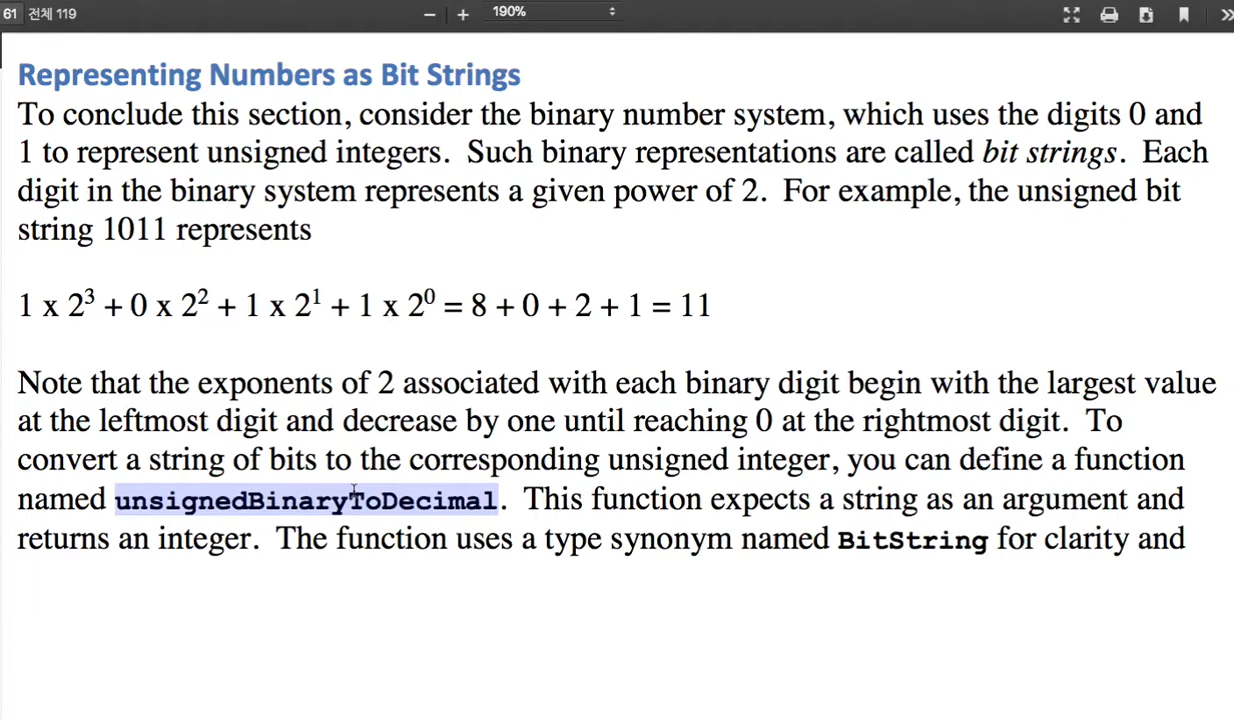 61 전체 119
190%
Representing Numbers as Bit Strings
To conclude this section, consider the binary number system, which uses the digits 0 and
1 to represent unsigned integers. Such binary representations are called bit strings. Each
digit in the binary system represents a given power of 2. For example, the unsigned bit
string 1011 represents
1 x 2³ + 0 x 2² + 1 x 2¹ + 1 x 2⁰ = 8 + 0 + 2 + 1 = 11
Note that the exponents of 2 associated with each binary digit begin with the largest value
at the leftmost digit and decrease by one until reaching 0 at the rightmost digit. To
convert a string of bits to the corresponding unsigned integer, you can define a function
named unsignedBinaryToDecimal. This function expects a string as an argument and
returns an integer. The function uses a type synonym named BitString for clarity and